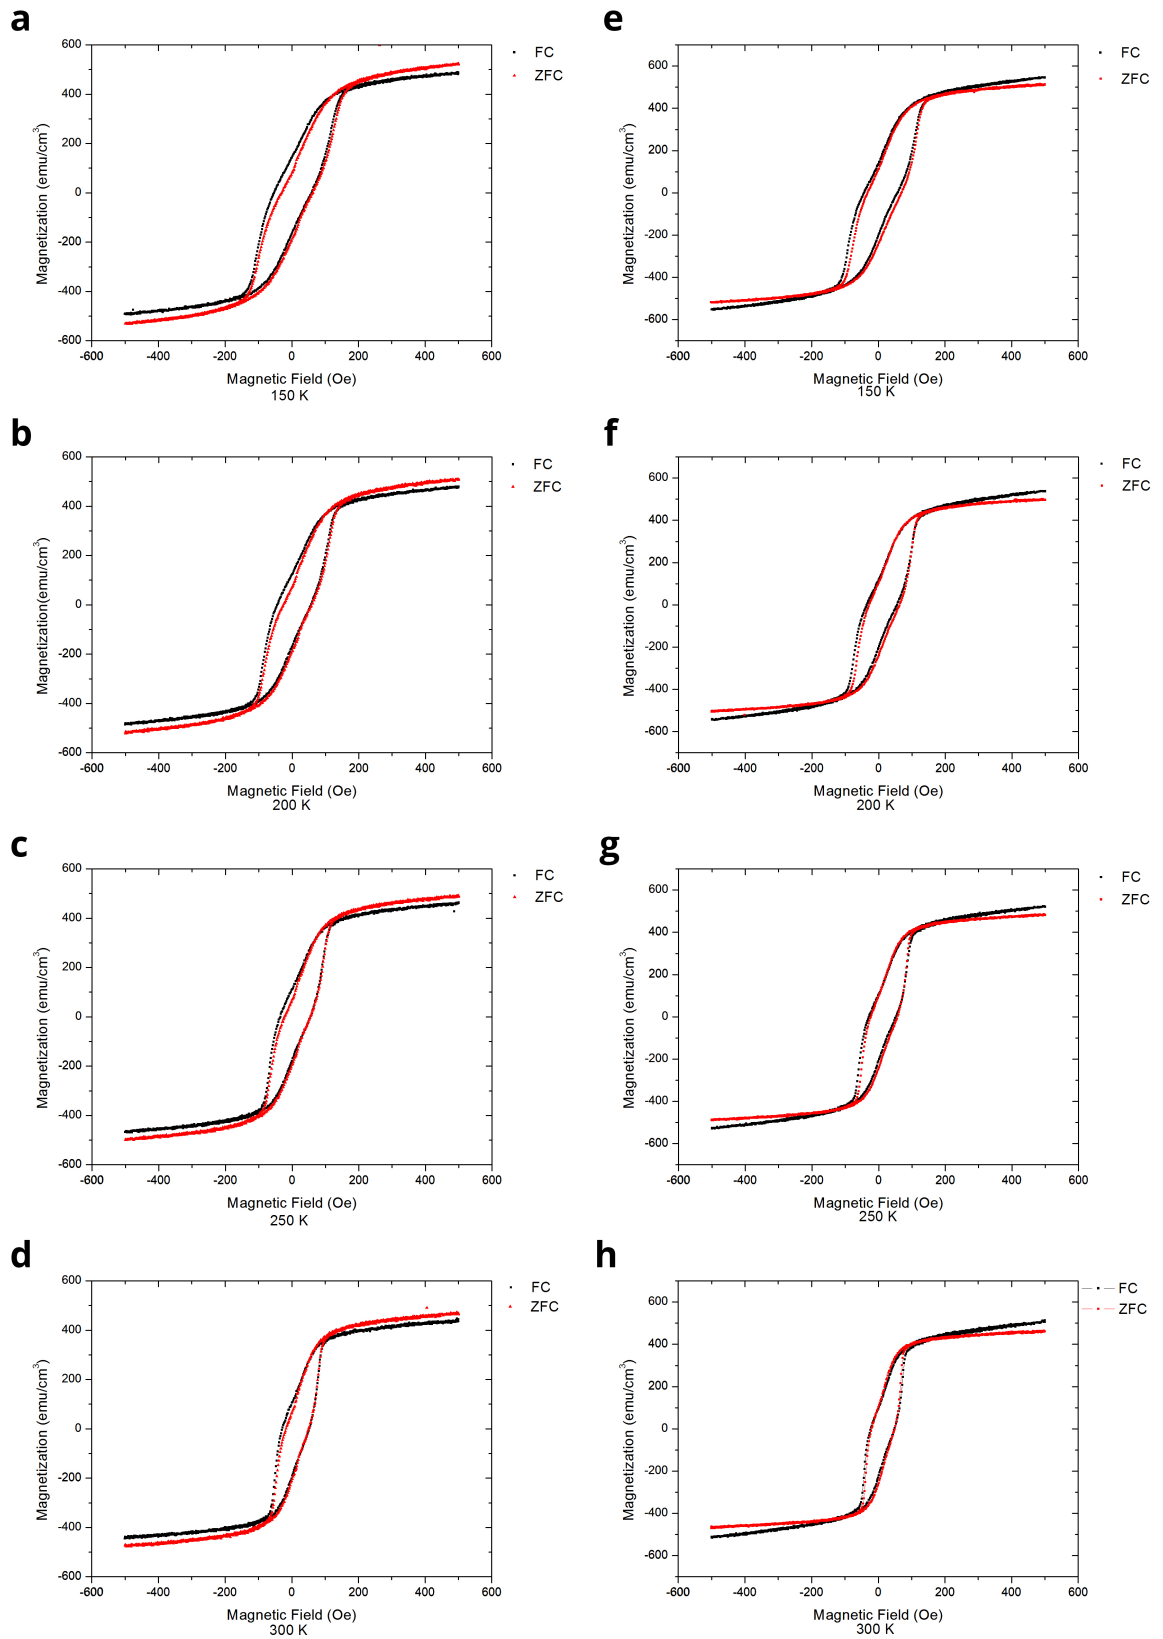 a
600
400
200
0
-200
-400
-600
-600 -400 -200 0 200 400 600
Magnetization (emu/cm³)
Magnetic Field (Oe)
150 K
FC
ZFC
e
600
400
200
0
-200
-400
-600
-600 -400 -200 0 200 400 600
Magnetization (emu/cm³)
Magnetic Field (Oe)
150 K
FC
ZFC
b
600
400
200
0
-200
-400
-600
-600 -400 -200 0 200 400 600
Magnetization(emu/cm³)
Magnetic Field (Oe)
200 K
FC
ZFC
f
600
400
200
0
-200
-400
-600
-600 -400 -200 0 200 400 600
Magnetization (emu/cm³)
Magnetic Field (Oe)
200 K
FC
ZFC
c
600
400
200
0
-200
-400
-600
-600 -400 -200 0 200 400 600
Magnetization (emu/cm³)
Magnetic Field (Oe)
250 K
FC
ZFC
g
600
400
200
0
-200
-400
-600
-600 -400 -200 0 200 400 600
Magnetization (emu/cm³)
Magnetic Field (Oe)
250 K
FC
ZFC
d
600
400
200
0
-200
-400
-600
-600 -400 -200 0 200 400 600
Magnetization (emu/cm³)
Magnetic Field (Oe)
300 K
FC
ZFC
h
600
400
200
0
-200
-400
-600
-600 -400 -200 0 200 400 600
Magnetization (emu/cm³)
Magnetic Field (Oe)
300 K
FC
ZFC